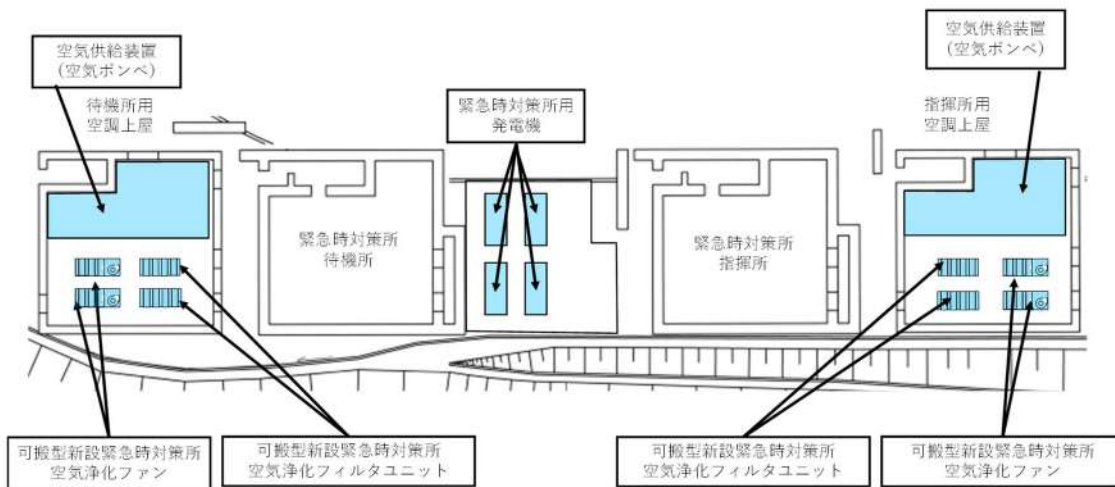 空気供給装置
(空気ボンベ)
空気供給装置
(空気ボンベ)
待機所用
空調上屋
緊急時対策所用
発電機
指揮所用
空調上屋
緊急時対策所
待機所
緊急時対策所
指揮所
可搬型新設緊急時対策所
空気浄化ファン
可搬型新設緊急時対策所
空気浄化フィルタユニット
可搬型新設緊急時対策所
空気浄化フィルタユニット
可搬型新設緊急時対策所
空気浄化ファン